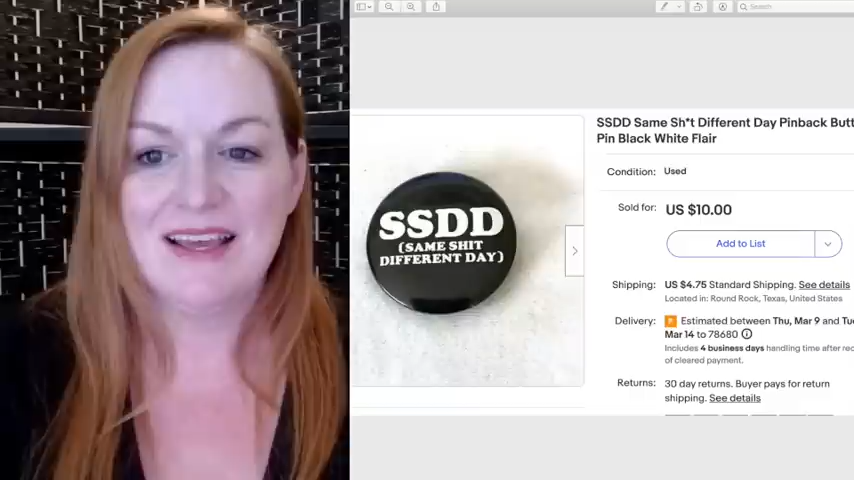 Search
SSDD
(SAME SHIT
DIFFERENT DAY)
SSDD Same Sh*t Different Day Pinback Butt
Pin Black White Flair
Condition: Used
Sold for: US $10.00
Add to List
Shipping: US $4.75 Standard Shipping. See details
Located in: Round Rock, Texas, United States
Delivery: Estimated between Thu, Mar 9 and Tue
Mar 14 to 78680
Includes 4 business days handling time after rec
of cleared payment.
Returns: 30 day returns. Buyer pays for return
shipping. See details